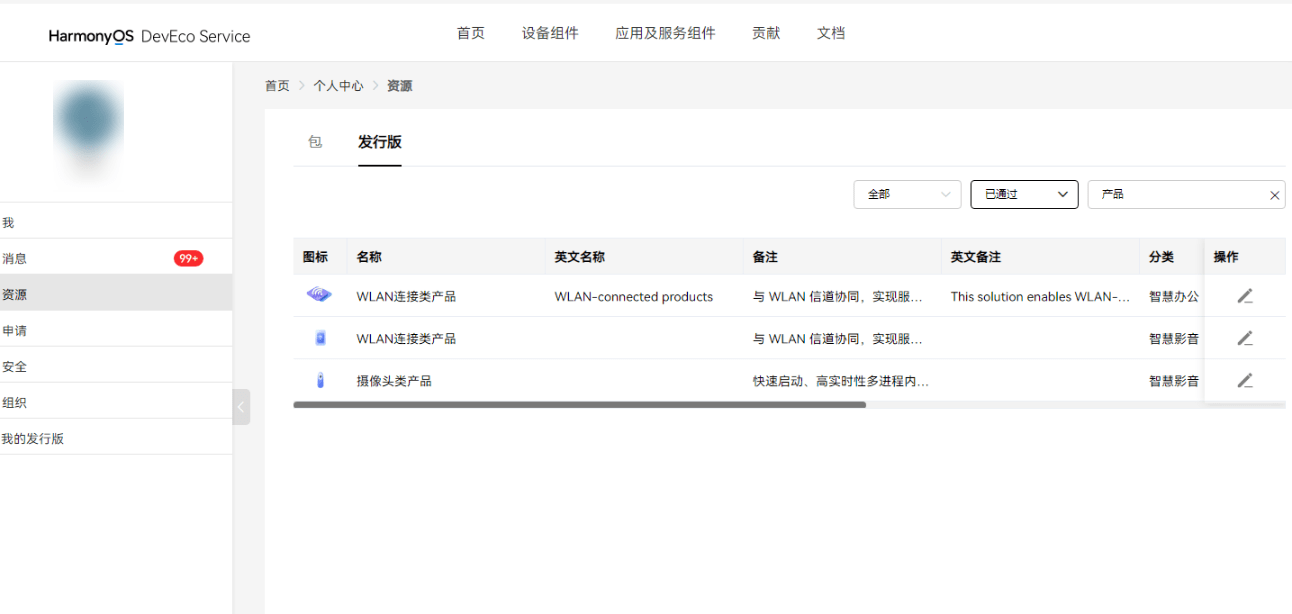 HarmonyOS DevEco Service 首页 设备组件 应用及服务组件 贡献 文档
首页 > 个人中心 > 资源
包 发行版
全部 已通过 产品
我
消息 99+
资源
申请
安全
组织
我的发行版
图标 名称 英文名称 备注 英文备注 分类 操作
WLAN连接类产品 WLAN-connected products 与 WLAN 信道协同，实现服... This solution enables WLAN-... 智慧办公
WLAN连接类产品 与 WLAN 信道协同，实现服... 智慧影音
摄像头类产品 快速启动、高实时性多进程内... 智慧影音